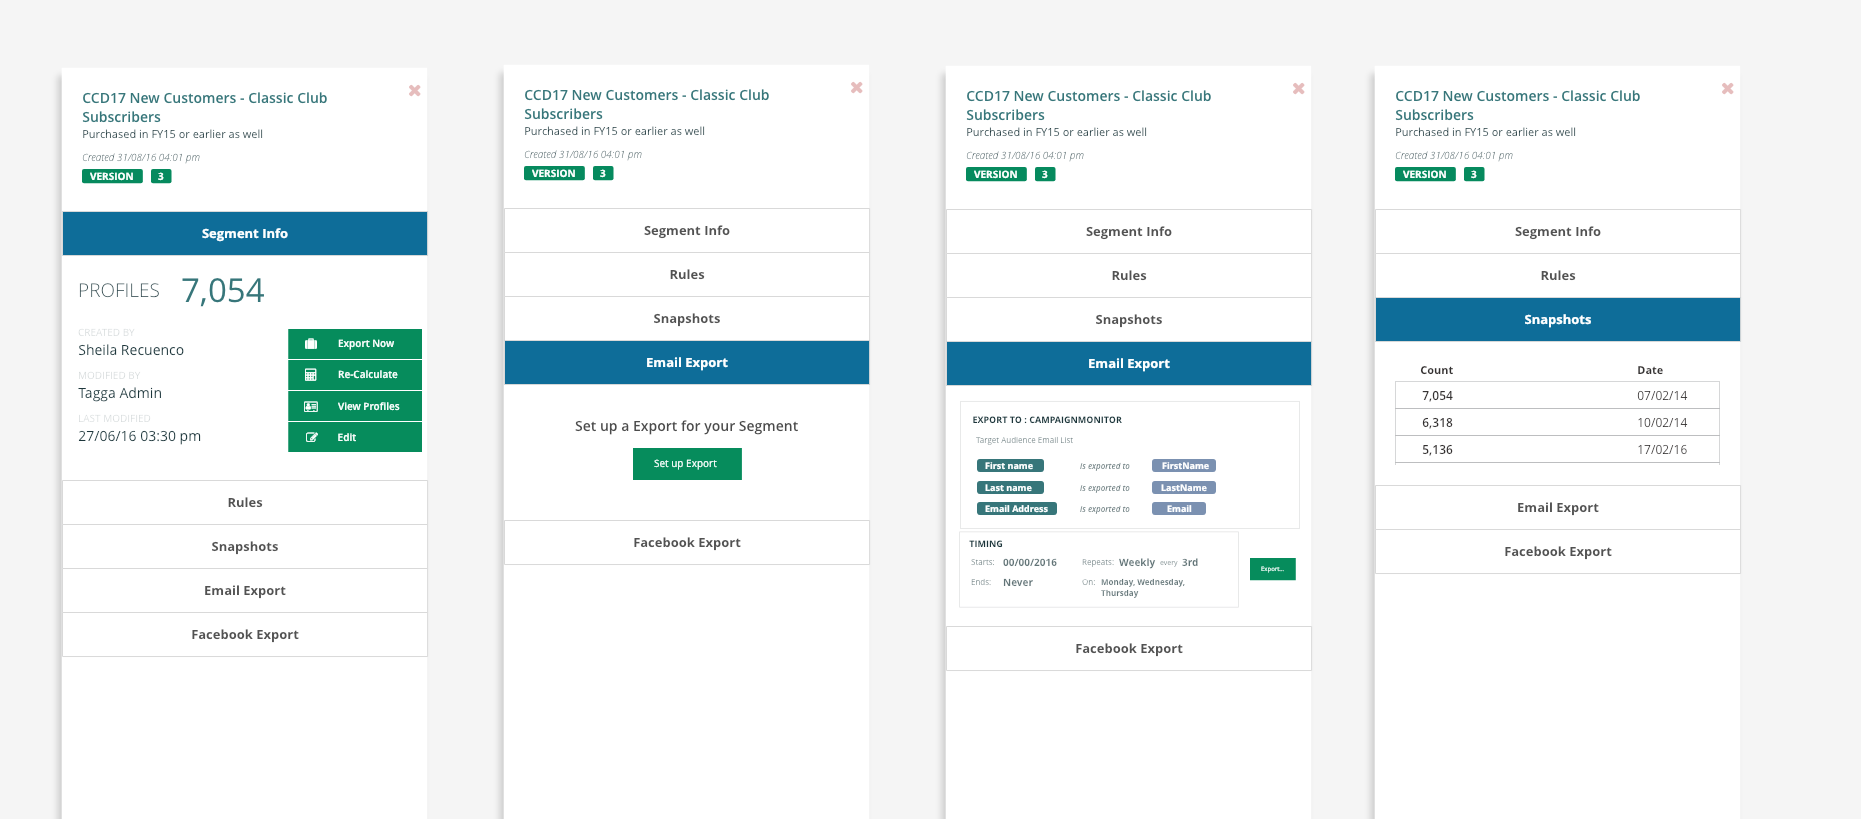 CCD17 New Customers - Classic Club
Subscribers
Purchased in FY15 or earlier as well
Created 31/08/16 04:01 pm
VERSION 3
Segment Info
PROFILES 7,054
CREATED BY
Sheila Recuenco
MODIFIED BY
Tagga Admin
LAST MODIFIED
27/06/16 03:30 pm
Export Now
Re-Calculate
View Profiles
Edit
Rules
Snapshots
Email Export
Facebook Export
CCD17 New Customers - Classic Club
Subscribers
Purchased in FY15 or earlier as well
Created 31/08/16 04:01 pm
VERSION 3
Segment Info
Rules
Snapshots
Email Export
Set up a Export for your Segment
Set up Export
Facebook Export
CCD17 New Customers - Classic Club
Subscribers
Purchased in FY15 or earlier as well
Created 31/08/16 04:01 pm
VERSION 3
Segment Info
Rules
Snapshots
Email Export
EXPORT TO : CAMPAIGNMONITOR
Target Audience Email List
First name is exported to FirstName
Last name is exported to LastName
Email Address is exported to Email
TIMING
Starts: 00/00/2016 Repeats: Weekly every 3rd
Ends: Never On: Monday, Wednesday,
Thursday
Export...
Facebook Export
CCD17 New Customers - Classic Club
Subscribers
Purchased in FY15 or earlier as well
Created 31/08/16 04:01 pm
VERSION 3
Segment Info
Rules
Snapshots
Count Date
7,054 07/02/14
6,318 10/02/14
5,136 17/02/16
Email Export
Facebook Export